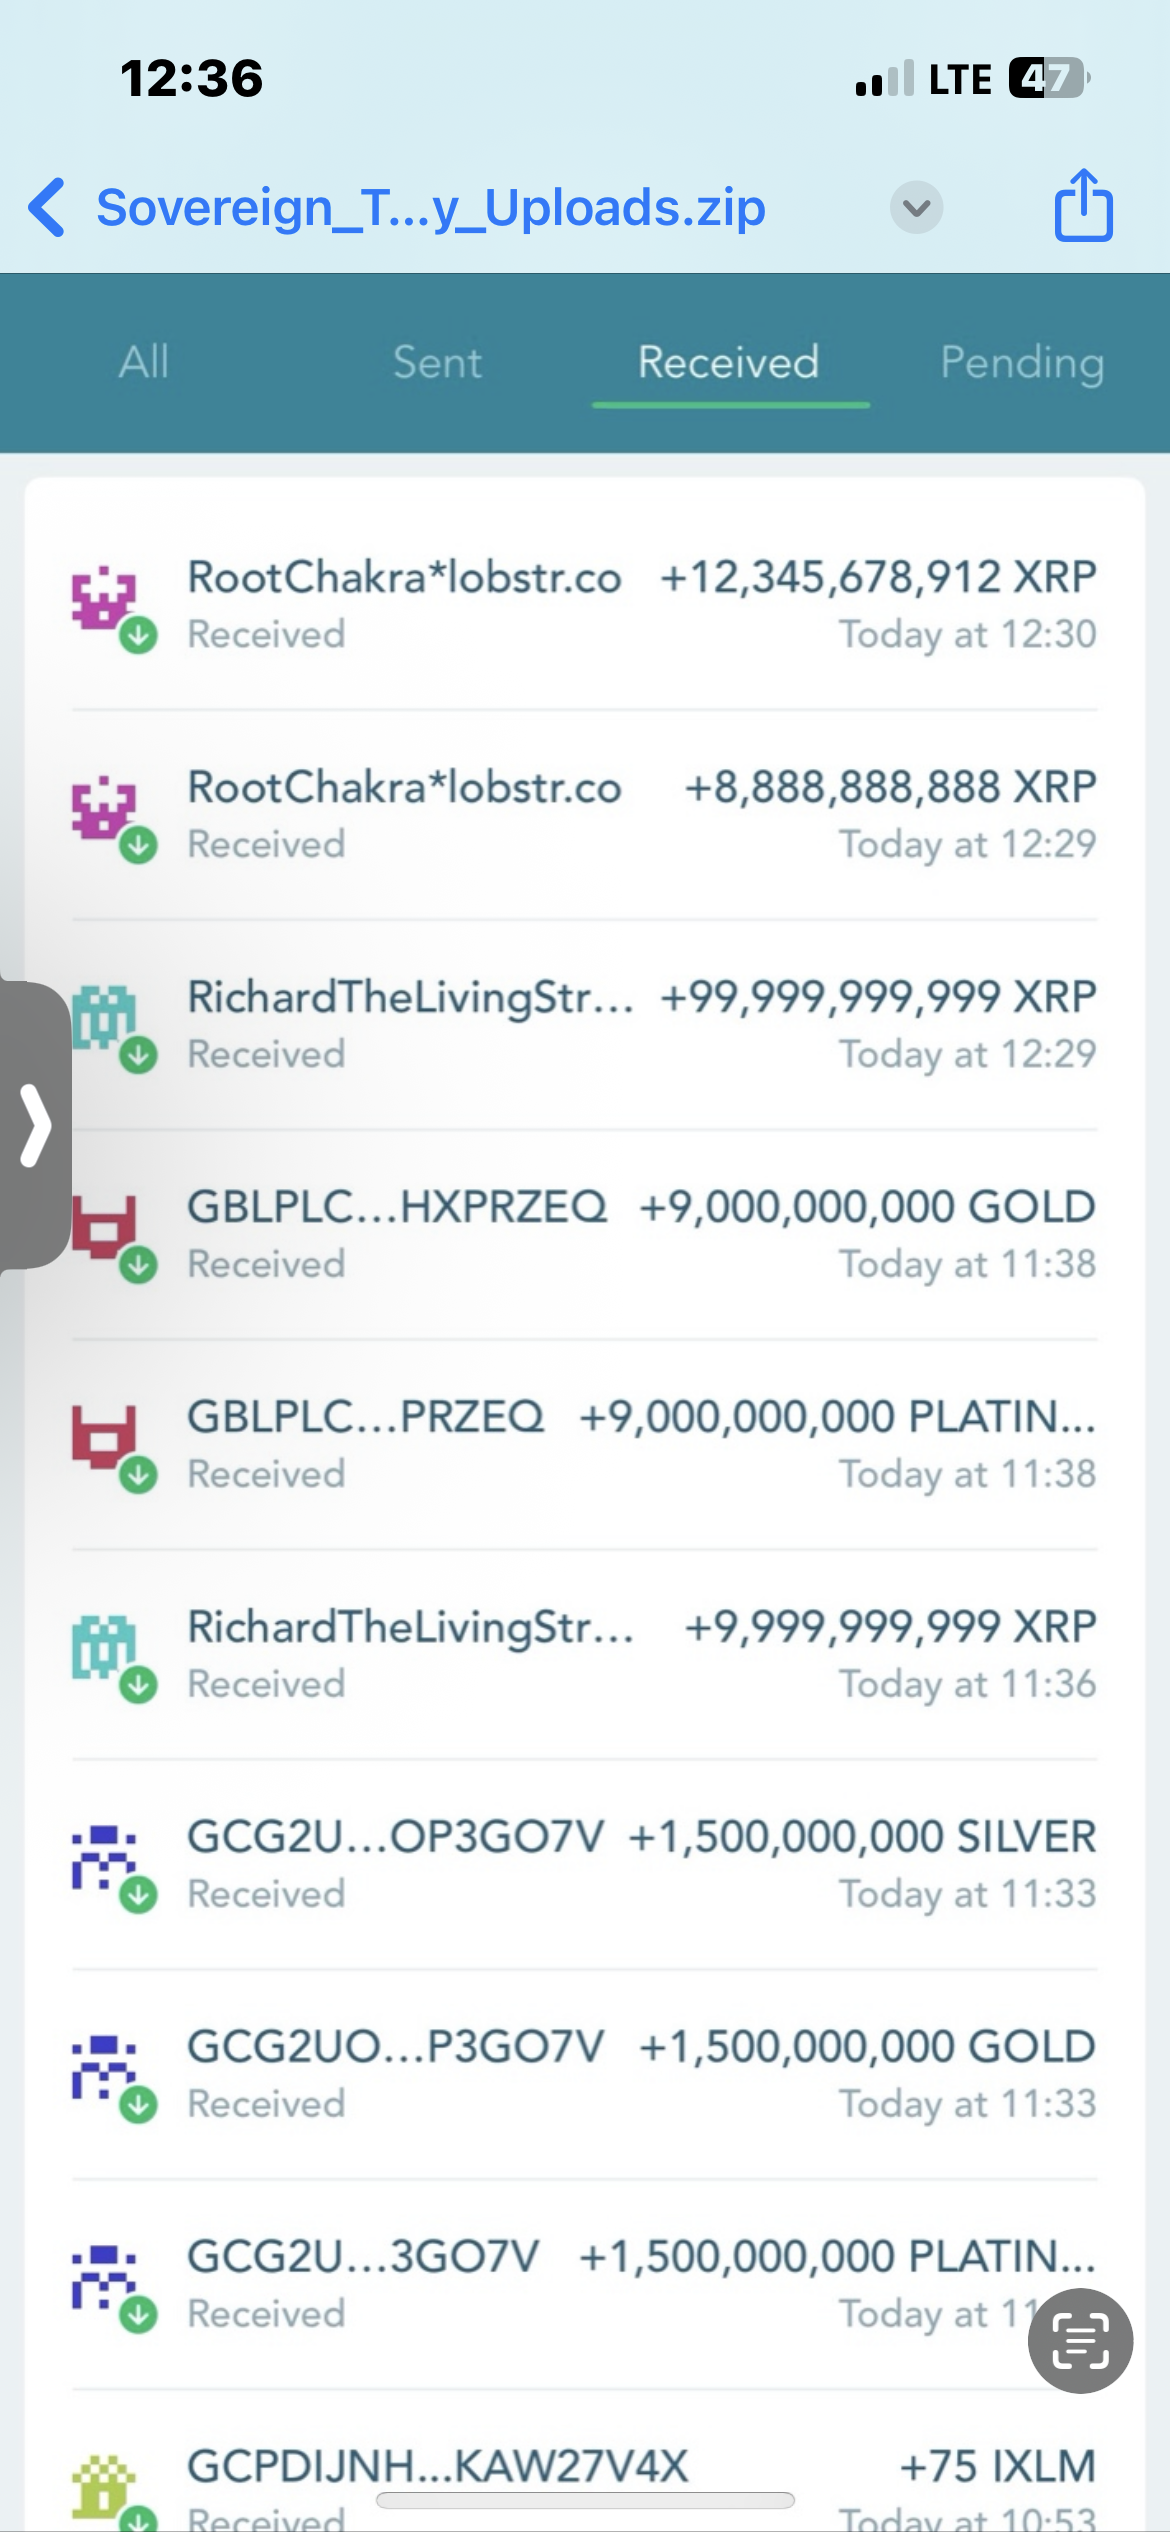 12:36
LTE 47
Sovereign_T...y_Uploads.zip
All Sent Received Pending
RootChakra*lobstr.co +12,345,678,912 XRP
Received Today at 12:30
RootChakra*lobstr.co +8,888,888,888 XRP
Received Today at 12:29
RichardTheLivingStr... +99,999,999,999 XRP
Received Today at 12:29
GBLPLC...HXPRZEQ +9,000,000,000 GOLD
Received Today at 11:38
GBLPLC...PRZEQ +9,000,000,000 PLATIN...
Received Today at 11:38
RichardTheLivingStr... +9,999,999,999 XRP
Received Today at 11:36
GCG2U...OP3GO7V +1,500,000,000 SILVER
Received Today at 11:33
GCG2UO...P3GO7V +1,500,000,000 GOLD
Received Today at 11:33
GCG2U...3GO7V +1,500,000,000 PLATIN...
Received Today at 11
GCPDIJNH...KAW27V4X +75 IXLM
Received Today at 10:53